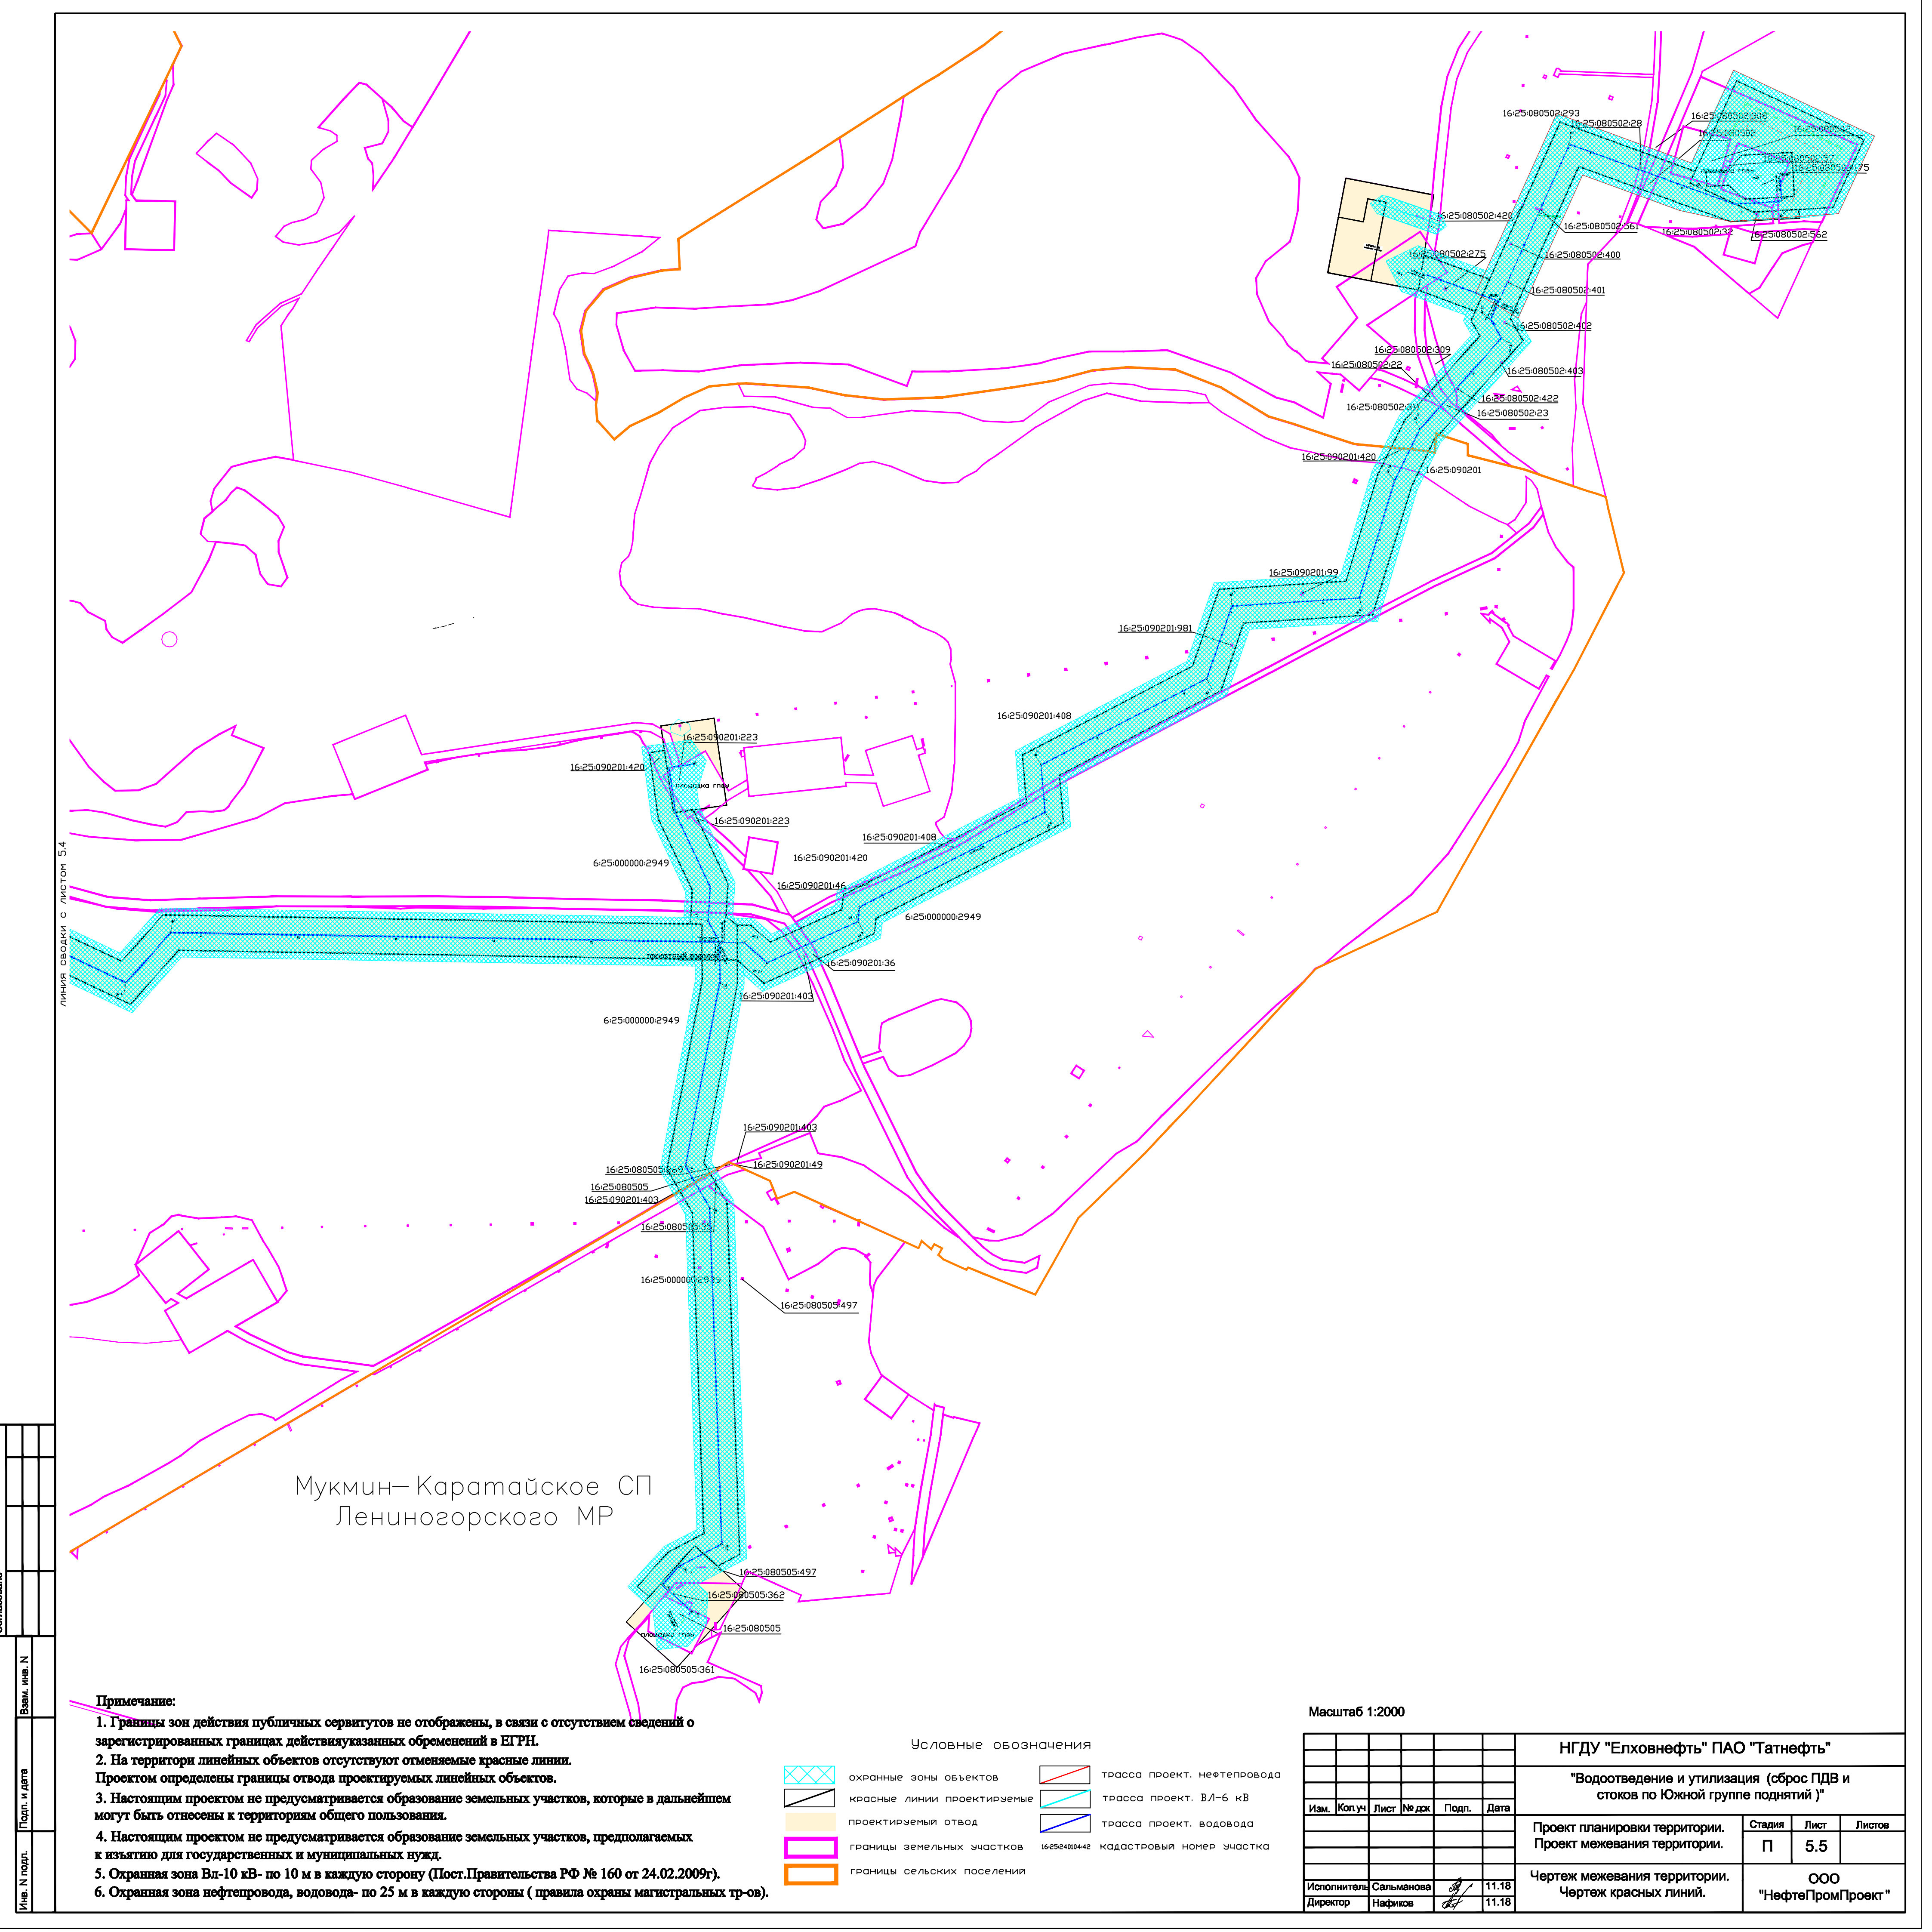 16:25:080502:293
16:25:080502:28
16:25:080502
16:25:080502:420
16:25:080502:561
16:25:080502:32
16:25:080502:562
16:25:080502:275
16:25:080502:400
16:25:080502:401
16:25:080502:402
16:25:080502:309
16:25:080502:22
16:25:080502:403
16:25:080502:422
16:25:080502:23
16:25:090201:420
16:25:090201
16:25:090201:99
16:25:090201:981
16:25:090201:408
16:25:090201:223
16:25:090201:420
площадка ГПЗУ
16:25:090201:223
16:25:090201:408
6:25:000000:2949
16:25:090201:420
16:25:090201:46
6:25:000000:2949
линия сводки с листом 5.4
16:25:090201:36
16:25:090201:403
6:25:000000:2949
16:25:090201:403
16:25:090201:49
16:25:080505
16:25:090201:403
16:25:080505:497
Мукмин-Каратайское СП
Лениногорского МР
16:25:080505:497
16:25:080505:362
16:25:080505
площадка ГПЗУ
16:25:080505:361
Примечание:
1. Границы зон действия публичных сервитутов не отображены, в связи с отсутствием сведений о
зарегистрированных границах действияуказанных обременений в ЕГРН.
2. На территори линейных объектов отсутствуют отменяемые красные линии.
Проектом определены границы отвода проектируемых линейных объектов.
3. Настоящим проектом не предусматривается образование земельных участков, которые в дальнейшем
могут быть отнесены к территориям общего пользования.
4. Настоящим проектом не предусматривается образование земельных участков, предполагаемых
к изъятию для государственных и муниципальных нужд.
5. Охранная зона Вл-10 кВ- по 10 м в каждую сторону (Пост.Правительства РФ № 160 от 24.02.2009г).
6. Охранная зона нефтепровода, водовода- по 25 м в каждую стороны ( правила охраны магистральных тр-ов).
Условные обозначения
охранные зоны объектов
красные линии проектируемые
проектируемый отвод
границы земельных участков
границы сельских поселений
трасса проект. нефтепровода
трасса проект. ВЛ-6 кВ
трасса проект. водовода
16:25:240104:42 кадастровый номер участка
Масштаб 1:2000
НГДУ "Елховнефть" ПАО "Татнефть"
"Водоотведение и утилизация (сброс ПДВ и
стоков по Южной группе поднятий )"
Изм. Кол.уч Лист № док Подп. Дата
Проект планировки территории.
Проект межевания территории.
Стадия Лист Листов
П 5.5
Чертеж межевания территории.
Чертеж красных линий.
ООО
"НефтеПромПроект"
Исполнитель Сальманова 11.18
Директор Нафиков 11.18
Взам. инв. N
Подп. и дата
Инв. N подл.